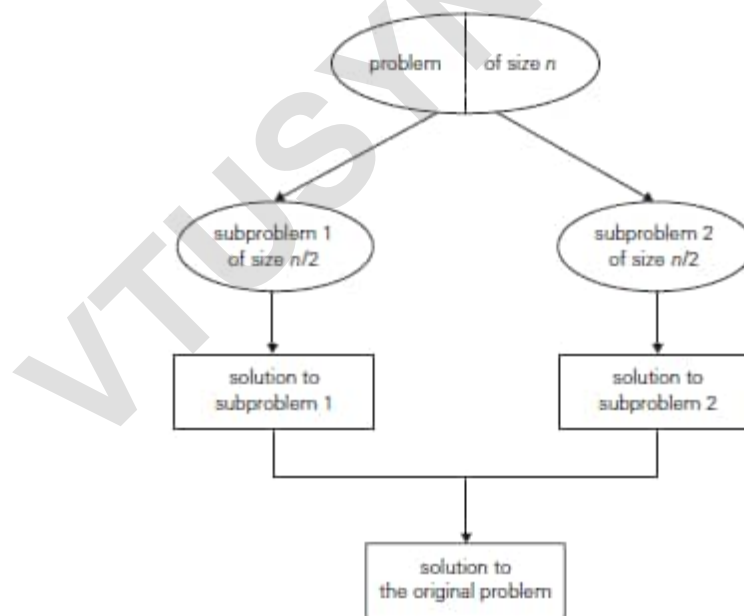 problem of size n
subproblem 1
of size n/2
subproblem 2
of size n/2
solution to
subproblem 1
solution to
subproblem 2
solution to
the original problem
VTUSYN